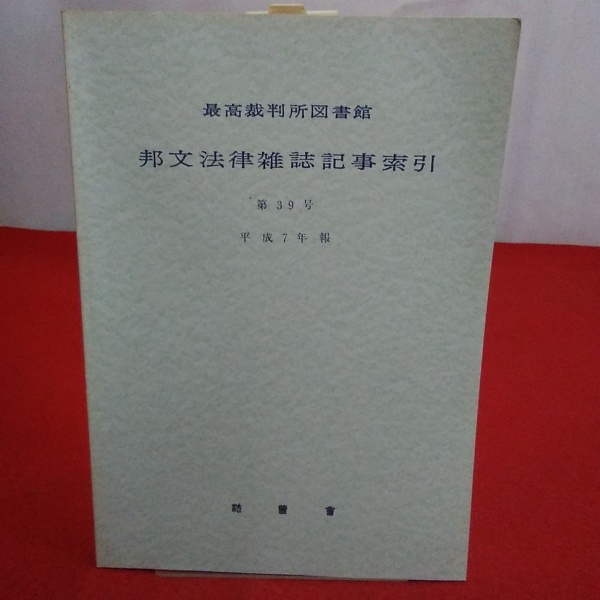 最高裁判所図書館
邦文法律雑誌記事索引
第39号
平成7年報
曹會